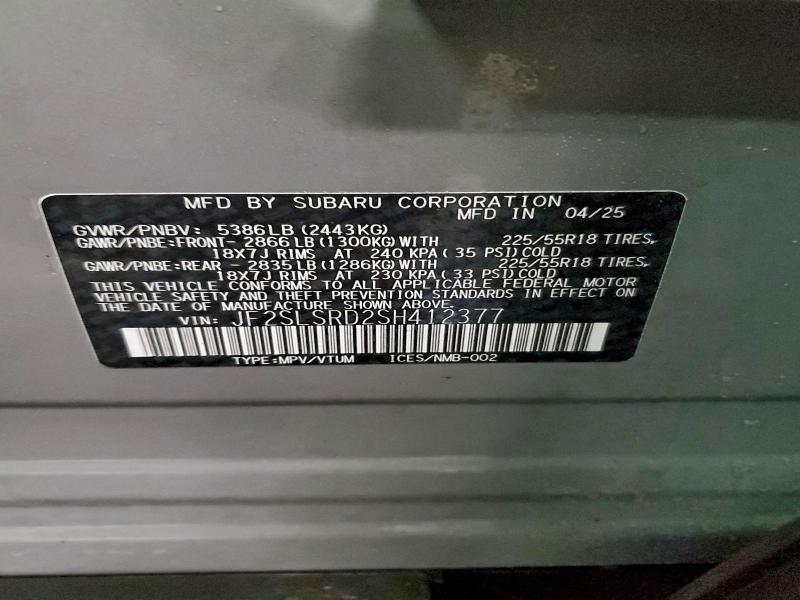 MFD BY SUBARU CORPORATION
MFD IN 04/25
GVWR/PNBV: 5386LB(2443KG)
GAWR/PNBE:FRONT- 2866LB(1300KG)WITH 225/55R18 TIRES,
18X7J RIMS AT 240 KPA( 35 PSI)COLD
GAWR/PNBE:REAR - 2835LB(1286KG)WITH 225/55R18 TIRES,
18X7J RIMS AT 230 KPA( 33 PSI)COLD
THIS VEHICLE CONFORMS TO ALL APPLICABLE FEDERAL MOTOR
VEHICLE SAFETY AND THEFT PREVENTION STANDARDS IN EFFECT ON
THE DATE OF MANUFACTURE SHOWN ABOVE.
VIN: JF2SLSRD2SH412377
TYPE:MPV/VTUM ICES/NMB-002